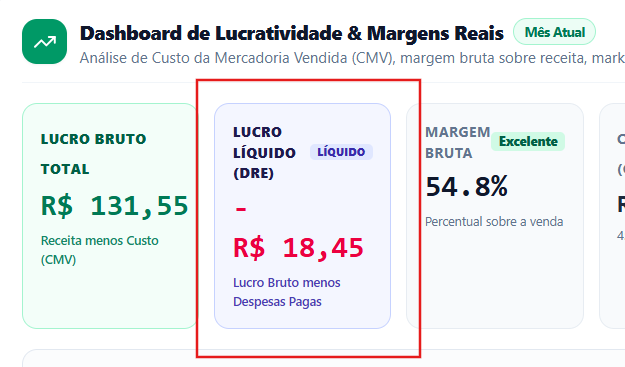 Dashboard de Lucratividade & Margens Reais
Mês Atual
Análise de Custo da Mercadoria Vendida (CMV), margem bruta sobre receita, mark
LUCRO BRUTO
TOTAL
R$ 131,55
Receita menos Custo
(CMV)
LUCRO
LÍQUIDO
(DRE)
LÍQUIDO
-
R$ 18,45
Lucro Bruto menos
Despesas Pagas
MARGEM
BRUTA
Excelente
54.8%
Percentual sobre a venda